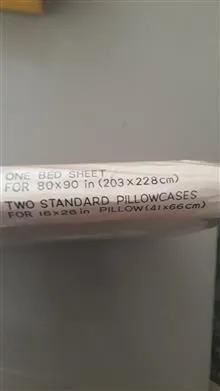 ONE BED SHEET
FOR 80X90 in (203 X 228cm)
TWO STANDARD PILLOWCASES
FOR 16X26 in PILLOW (41X66cm)